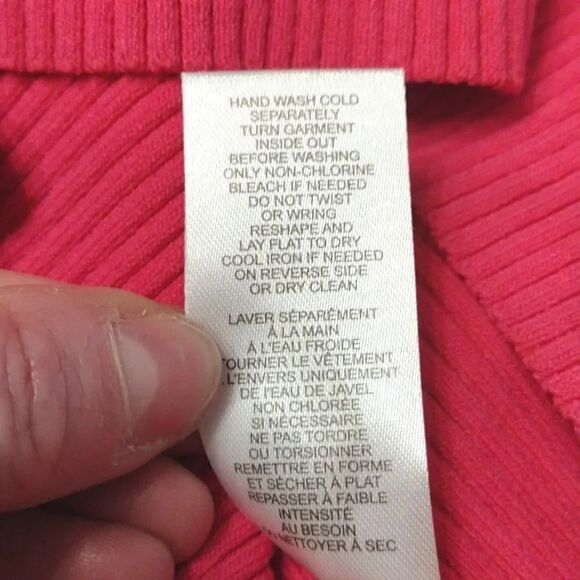 HAND WASH COLD
SEPARATELY
TURN GARMENT
INSIDE OUT
BEFORE WASHING
ONLY NON-CHLORINE
BLEACH IF NEEDED
DO NOT TWIST
OR WRING
RESHAPE AND
LAY FLAT TO DRY
COOL IRON IF NEEDED
ON REVERSE SIDE
OR DRY CLEAN
LAVER SÉPARÉMENT
À LA MAIN
À L'EAU FROIDE
TOURNER LE VÊTEMENT
L'ENVERS UNIQUEMENT
DE l'EAU DE JAVEL
NON CHLORÉE
SI NÉCESSAIRE
NE PAS TORDRE
OU TORSIONNER
REMETTRE EN FORME
ET SÉCHER À PLAT
REPASSER À FAIBLE
INTENSITÉ
AU BESOIN
NETTOYER À SEC